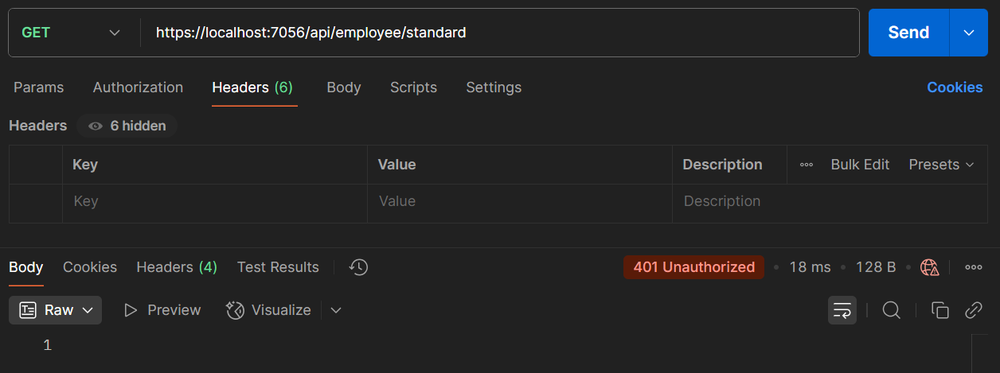 GET https://localhost:7056/api/employee/standard Send
Params Authorization Headers (6) Body Scripts Settings Cookies
Headers 6 hidden
Key Value Description Bulk Edit Presets
Key Value Description
Body Cookies Headers (4) Test Results 401 Unauthorized • 18 ms • 128 B •
Raw Preview Visualize
1